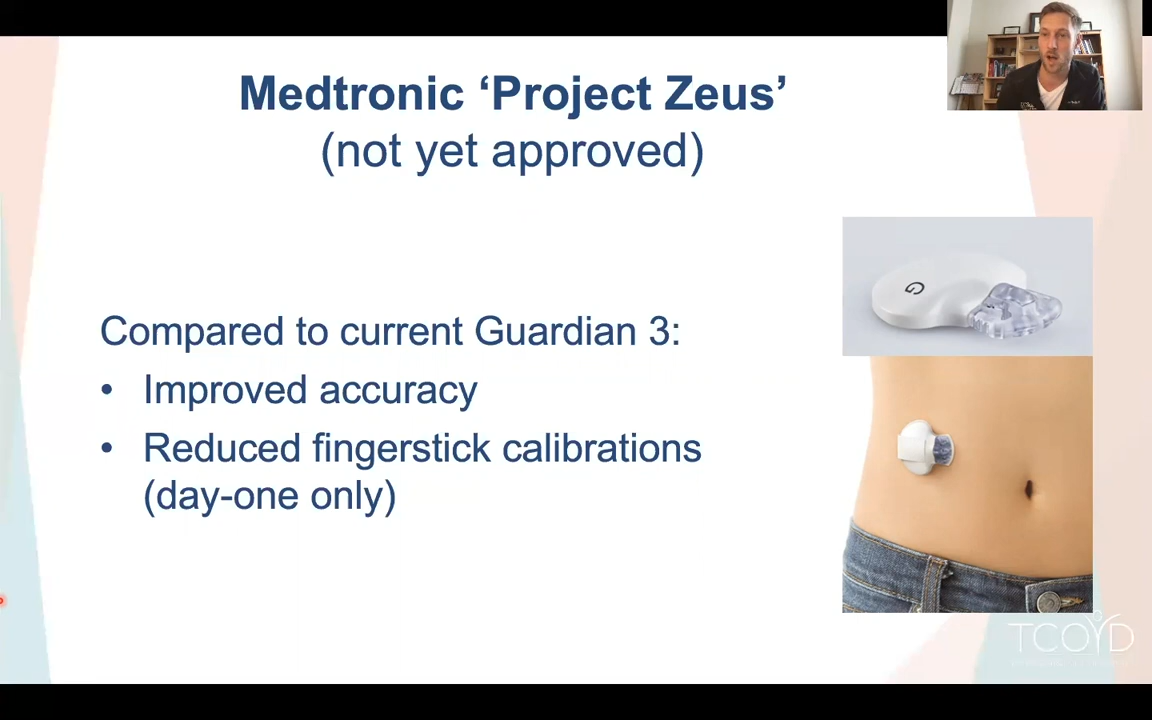 Medtronic ‘Project Zeus’
(not yet approved)
Compared to current Guardian 3:
• Improved accuracy
• Reduced fingerstick calibrations
(day-one only)
G
TCOYD